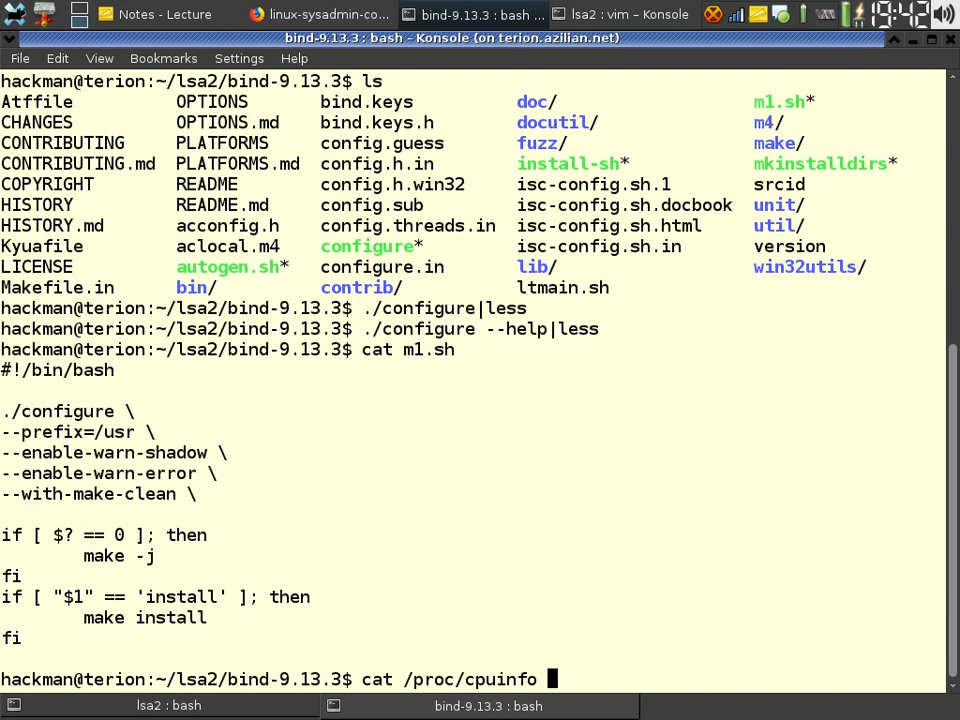 Notes - Lecture
linux-sysadmin-co...
bind-9.13.3 : bash ...
lsa2 : vim – Konsole
19:42
bind-9.13.3 : bash – Konsole (on terion.azilian.net)
File Edit View Bookmarks Settings Help
hackman@terion:~/lsa2/bind-9.13.3$ ls
Atffile OPTIONS bind.keys doc/ m1.sh*
CHANGES OPTIONS.md bind.keys.h docutil/ m4/
CONTRIBUTING PLATFORMS config.guess fuzz/ make/
CONTRIBUTING.md PLATFORMS.md config.h.in install-sh* mkinstalldirs*
COPYRIGHT README config.h.win32 isc-config.sh.1 srcid
HISTORY README.md config.sub isc-config.sh.docbook unit/
HISTORY.md acconfig.h config.threads.in isc-config.sh.html util/
Kyuafile aclocal.m4 configure* isc-config.sh.in version
LICENSE autogen.sh* configure.in lib/ win32utils/
Makefile.in bin/ contrib/ ltmain.sh
hackman@terion:~/lsa2/bind-9.13.3$ ./configure|less
hackman@terion:~/lsa2/bind-9.13.3$ ./configure --help|less
hackman@terion:~/lsa2/bind-9.13.3$ cat m1.sh
#!/bin/bash
./configure \
--prefix=/usr \
--enable-warn-shadow \
--enable-warn-error \
--with-make-clean \
if [ $? == 0 ]; then
make -j
fi
if [ "$1" == 'install' ]; then
make install
fi
hackman@terion:~/lsa2/bind-9.13.3$ cat /proc/cpuinfo
lsa2 : bash
bind-9.13.3 : bash